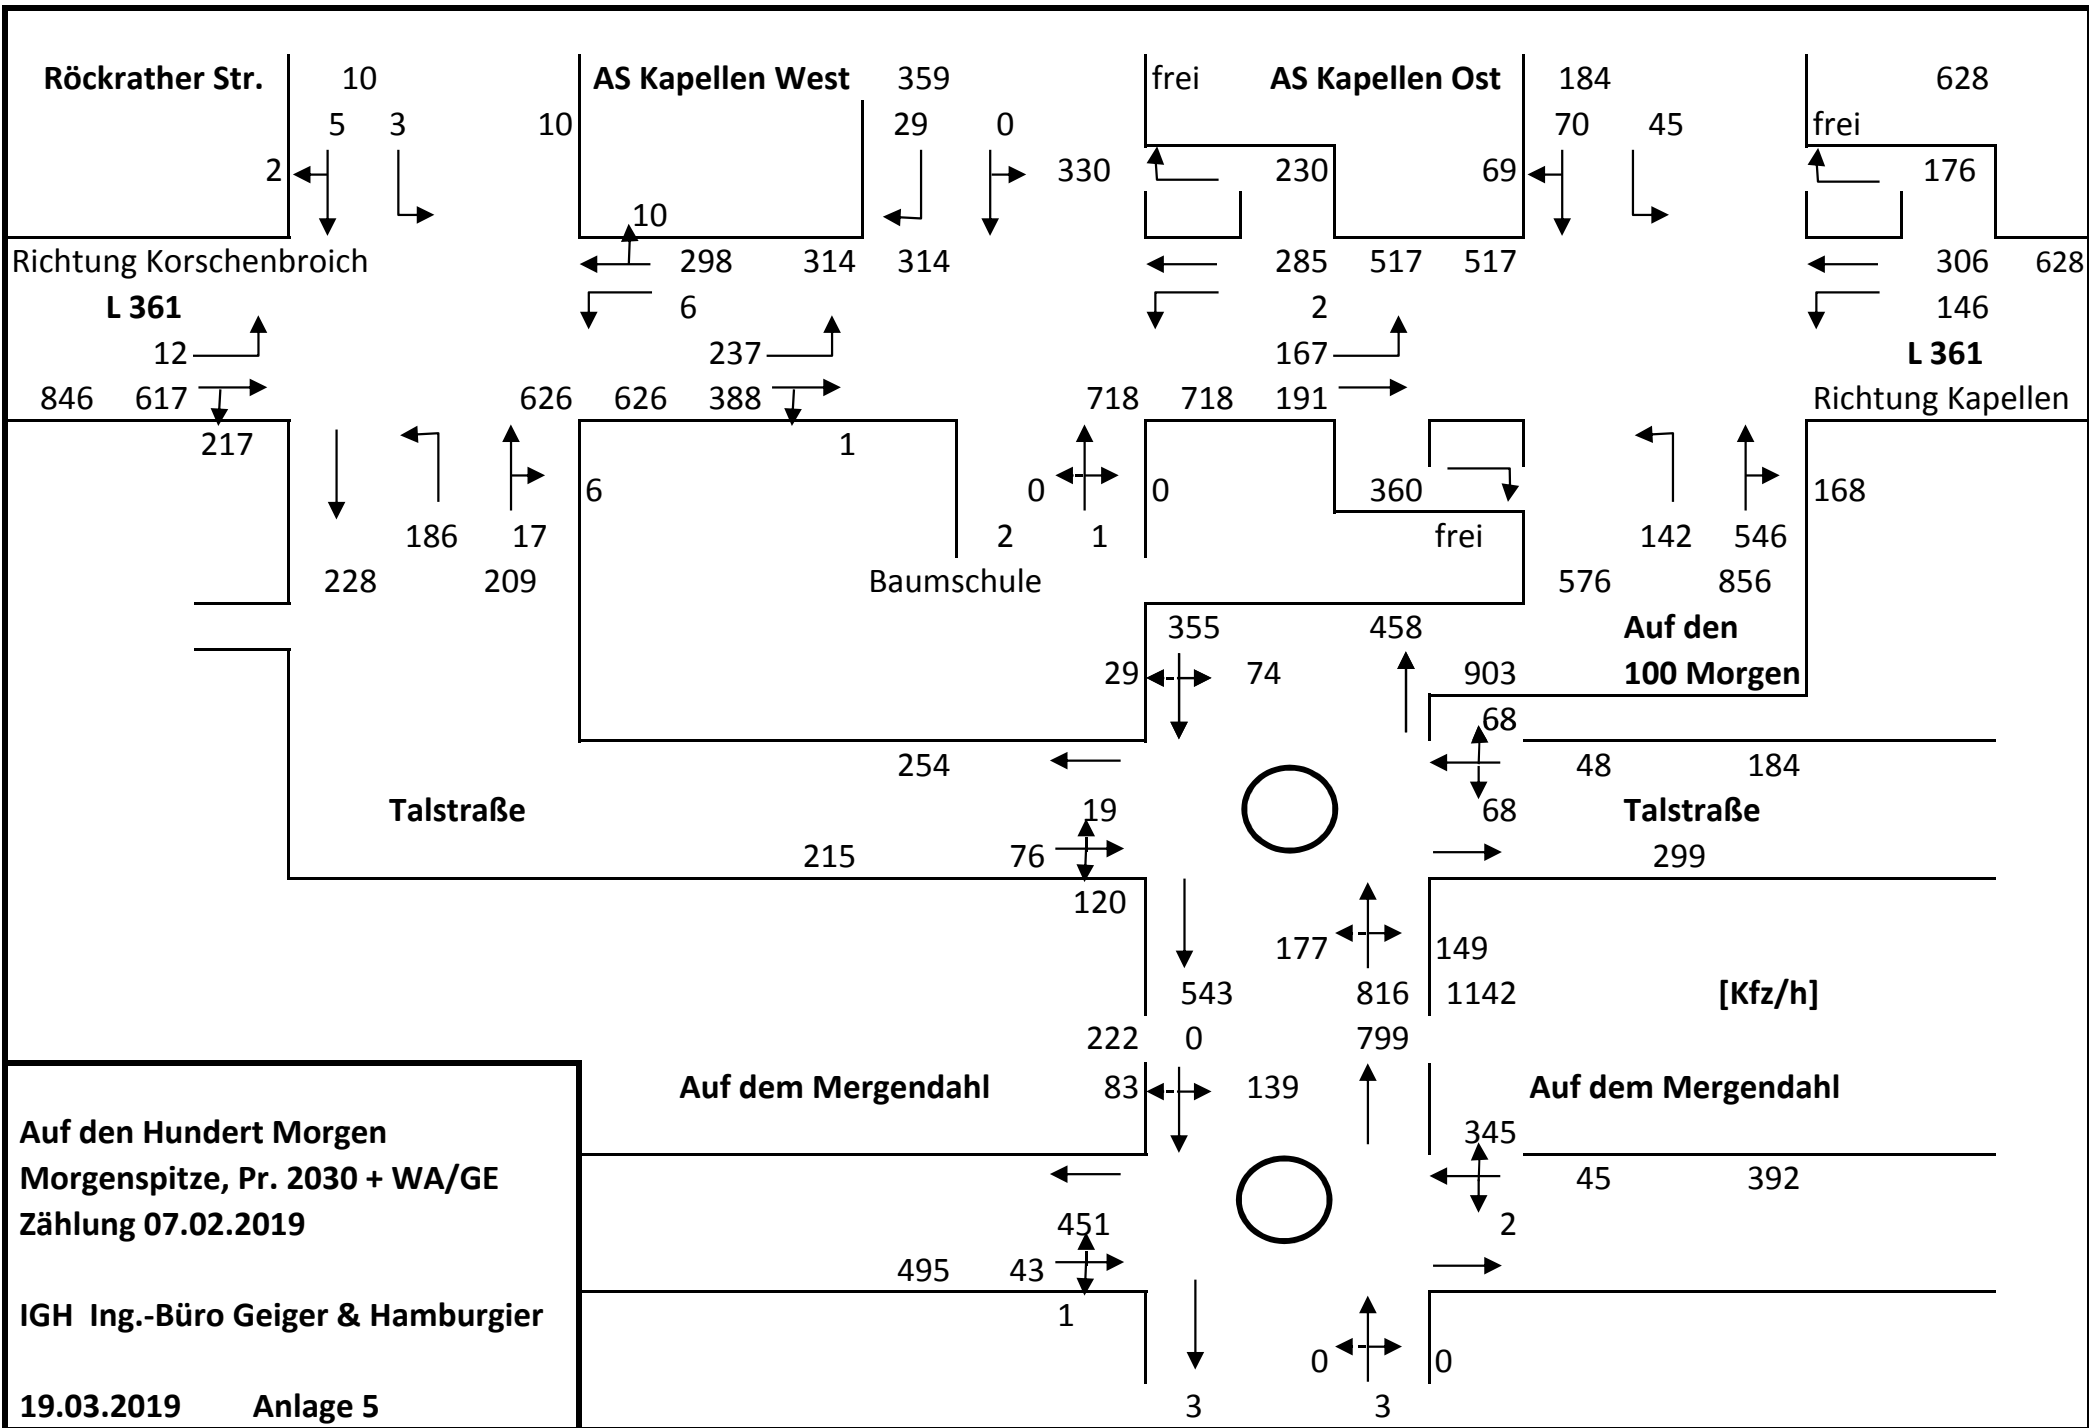 Röckrather Str. 10 AS Kapellen West 359 frei AS Kapellen Ost 184 628
5 3 10 29 0 70 45 frei
2 330 230 69 176
10
Richtung Korschenbroich 298 314 314 285 517 517 306 628
L 361 6 2 146
12 237 167 L 361
846 617 626 626 388 718 718 191 Richtung Kapellen
217 1
6 0 0 360 168
186 17 2 1 frei 142 546
228 209 Baumschule 576 856
355 458 Auf den
29 74 903 100 Morgen
68
254 48 184
Talstraße 19 68 Talstraße
215 76 299
120
177 149
543 816 1142 [Kfz/h]
222 0 799
Auf dem Mergendahl 83 139 Auf dem Mergendahl
Auf den Hundert Morgen 345
Morgenspitze, Pr. 2030 + WA/GE 45 392
Zählung 07.02.2019 451 2
495 43
IGH Ing.-Büro Geiger & Hamburgier 1
0 0
19.03.2019 Anlage 5 3 3